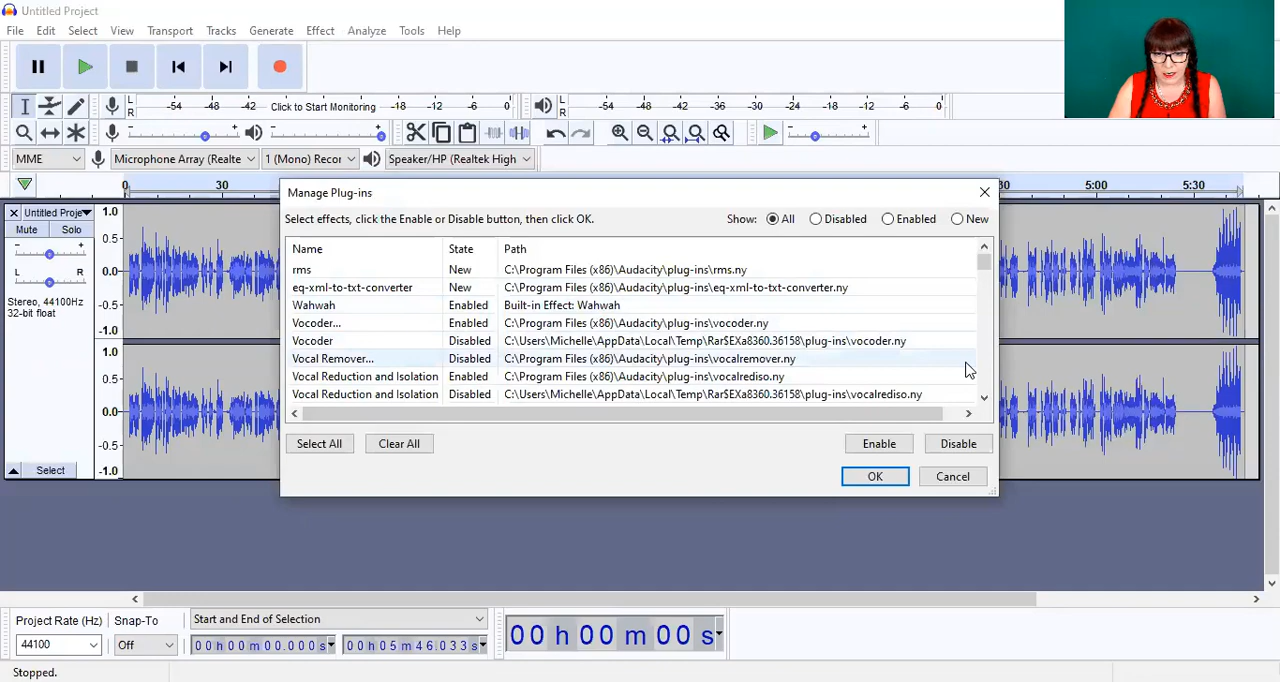 Untitled Project
File Edit Select View Transport Tracks Generate Effect Analyze Tools Help
L R -54 -48 -42 Click to Start Monitoring -18 -12 -6 0 L R -54 -48 -42 -36 -30 -24 -18 -12 -6 0
- + - + - +
MME Microphone Array (Realte 1 (Mono) Recor Speaker/HP (Realtek High
0 30 5:00 5:30
Untitled Proje 1.0
Mute Solo 0.5
- +
L R 0.0
Stereo, 44100Hz -0.5
32-bit float
-1.0
1.0
0.5
0.0
-0.5
Select -1.0
Manage Plug-ins
Select effects, click the Enable or Disable button, then click OK. Show: All Disabled Enabled New
Name State Path
rms New C:\Program Files (x86)\Audacity\plug-ins\rms.ny
eq-xml-to-txt-converter New C:\Program Files (x86)\Audacity\plug-ins\eq-xml-to-txt-converter.ny
Wahwah Enabled Built-in Effect: Wahwah
Vocoder... Enabled C:\Program Files (x86)\Audacity\plug-ins\vocoder.ny
Vocoder Disabled C:\Users\Michelle\AppData\Local\Temp\Rar$EXa8360.36158\plug-ins\vocoder.ny
Vocal Remover... Disabled C:\Program Files (x86)\Audacity\plug-ins\vocalremover.ny
Vocal Reduction and Isolation Enabled C:\Program Files (x86)\Audacity\plug-ins\vocalrediso.ny
Vocal Reduction and Isolation Disabled C:\Users\Michelle\AppData\Local\Temp\Rar$EXa8360.36158\plug-ins\vocalrediso.ny
Select All Clear All Enable Disable
OK Cancel
Project Rate (Hz) Snap-To Start and End of Selection
44100 Off 00 h 00 m 00.000 s 00 h 05 m 46.033 s 00 h 00 m 00 s
Stopped.